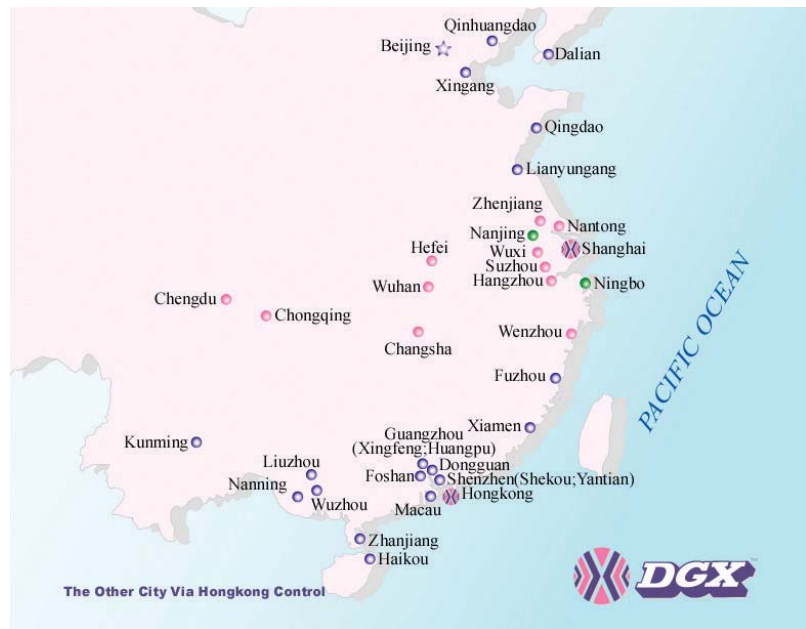 Qinhuangdao
Beijing
Dalian
Xingang
Qingdao
Lianyungang
Zhenjiang
Nantong
Nanjing
Shanghai
Hefei
Wuxi
Suzhou
Wuhan
Hangzhou
Ningbo
Chengdu
Chongqing
Wenzhou
Changsha
Fuzhou
PACIFIC OCEAN
Xiamen
Guangzhou
(Xingfeng;Huangpu)
Kunming
Liuzhou
Dongguan
Foshan
Shenzhen(Shekou;Yantian)
Nanning
Hongkong
Wuzhou
Macau
Zhanjiang
Haikou
The Other City Via Hongkong Control
DGX